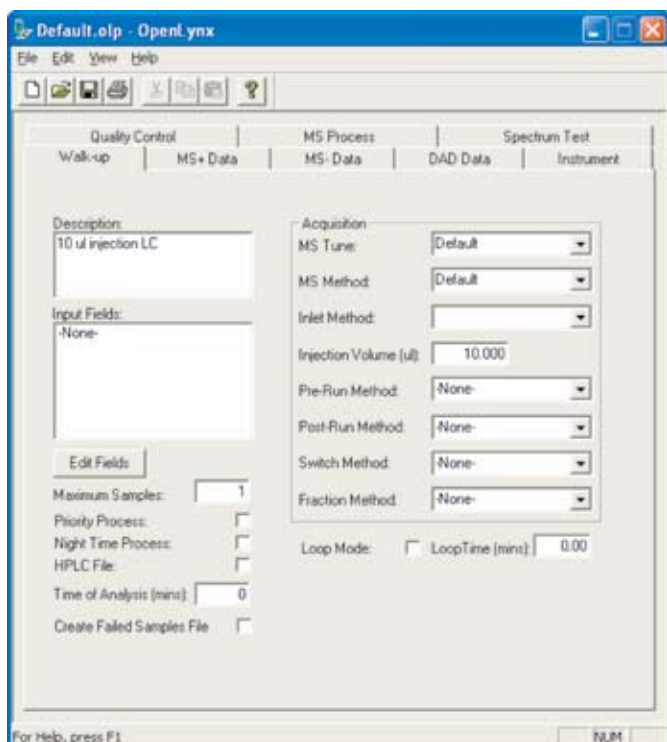 Default.olp - OpenLynx
File Edit View Help
Quality Control MS Process Spectrum Test
Walk-up MS+ Data MS- Data DAD Data Instrument
Description:
10 ul injection LC
Input Fields:
-None-
Edit Fields
Maximum Samples: 1
Priority Process:
Night Time Process:
HPLC File:
Time of Analysis (mins): 0
Create Failed Samples File
Acquisition
MS Tune: Default
MS Method: Default
Inlet Method:
Injection Volume (ul): 10.000
Pre-Run Method: -None-
Post-Run Method: -None-
Switch Method: -None-
Fraction Method: -None-
Loop Mode: LoopTime (mins): 0.00
For Help, press F1 NUM